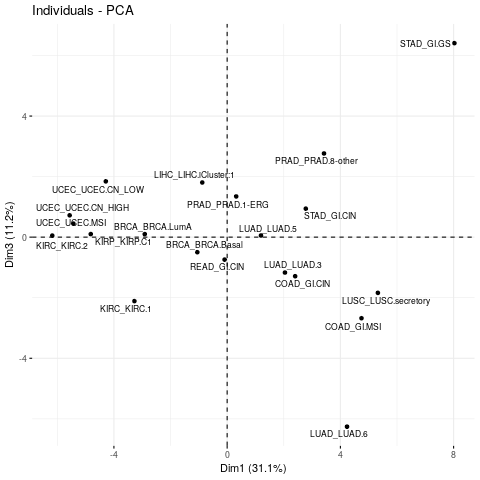 Individuals - PCA
STAD_GI.GS
4
PRAD_PRAD.8-other
LIHC_LIHC.iCluster.1
UCEC_UCEC.CN_LOW
PRAD_PRAD.1-ERG
UCEC_UCEC.CN_HIGH
STAD_GI.CIN
UCEC_UCEC.MSI
BRCA_BRCA.LumA
LUAD_LUAD.5
0
KIRC_KIRC.2
KIRP_KIRP.C1
BRCA_BRCA.Basal
READ_GI.CIN
LUAD_LUAD.3
COAD_GI.CIN
LUSC_LUSC.secretory
KIRC_KIRC.1
COAD_GI.MSI
-4
LUAD_LUAD.6
-4
0
4
8
Dim1 (31.1%)
Dim3 (11.2%)